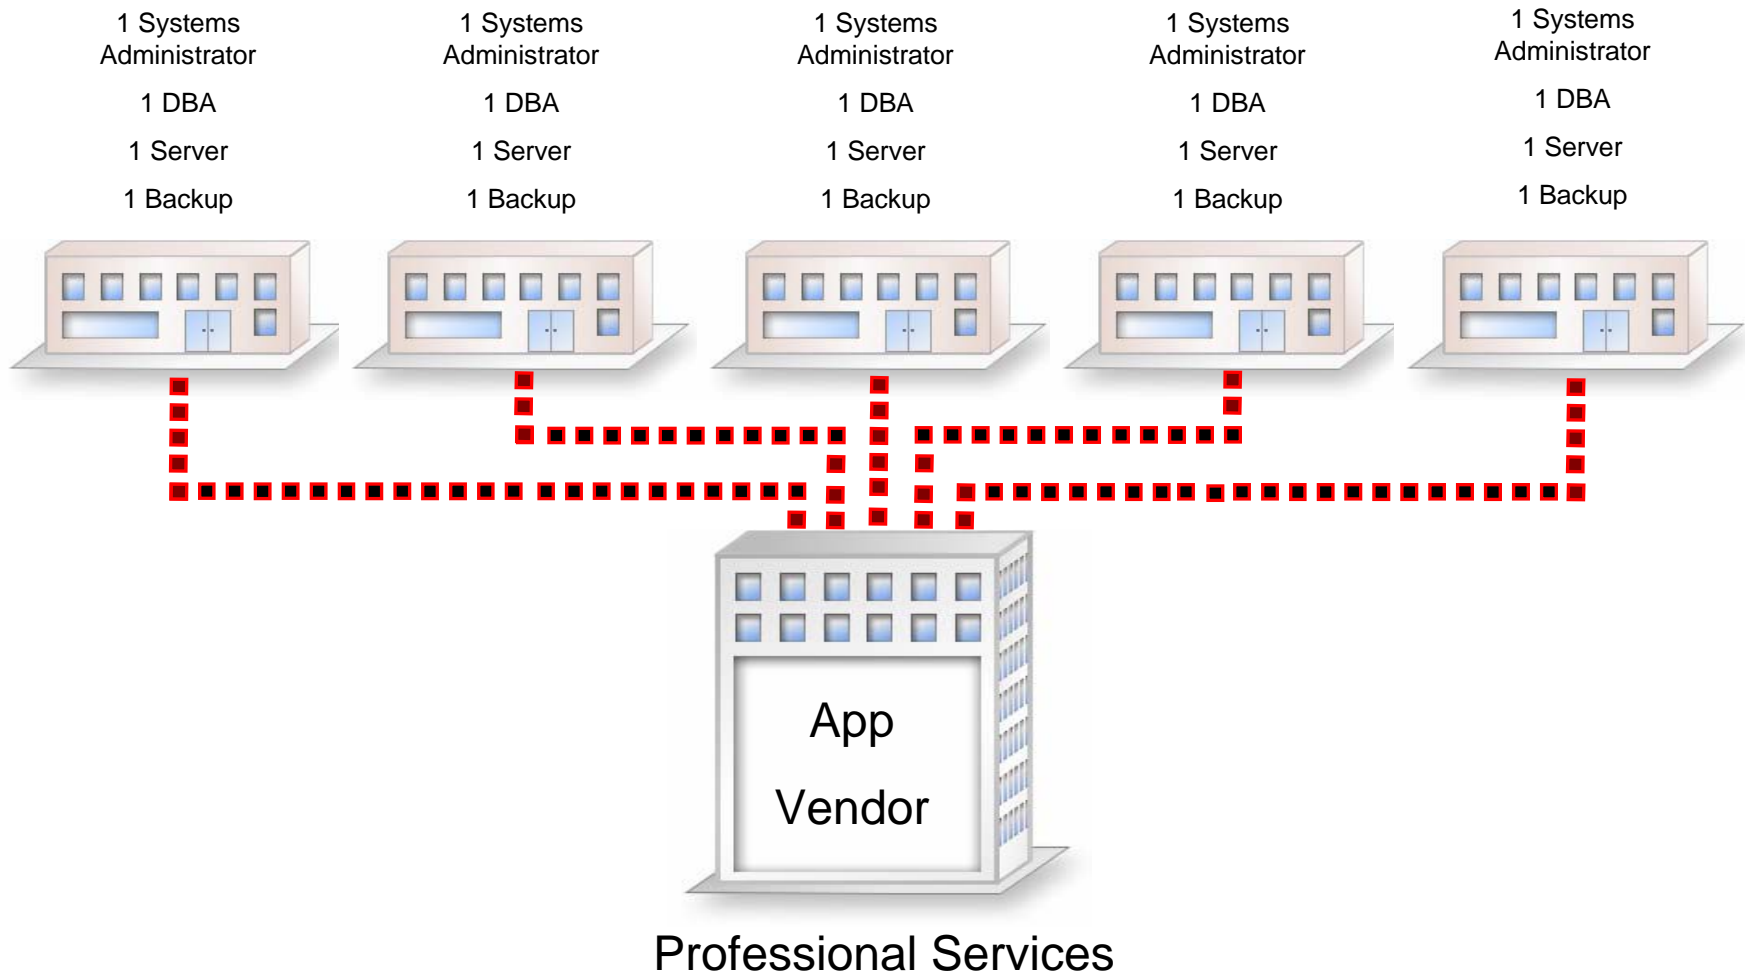 1 Systems
Administrator
1 DBA
1 Server
1 Backup
1 Systems
Administrator
1 DBA
1 Server
1 Backup
1 Systems
Administrator
1 DBA
1 Server
1 Backup
1 Systems
Administrator
1 DBA
1 Server
1 Backup
1 Systems
Administrator
1 DBA
1 Server
1 Backup
App
Vendor
Professional Services